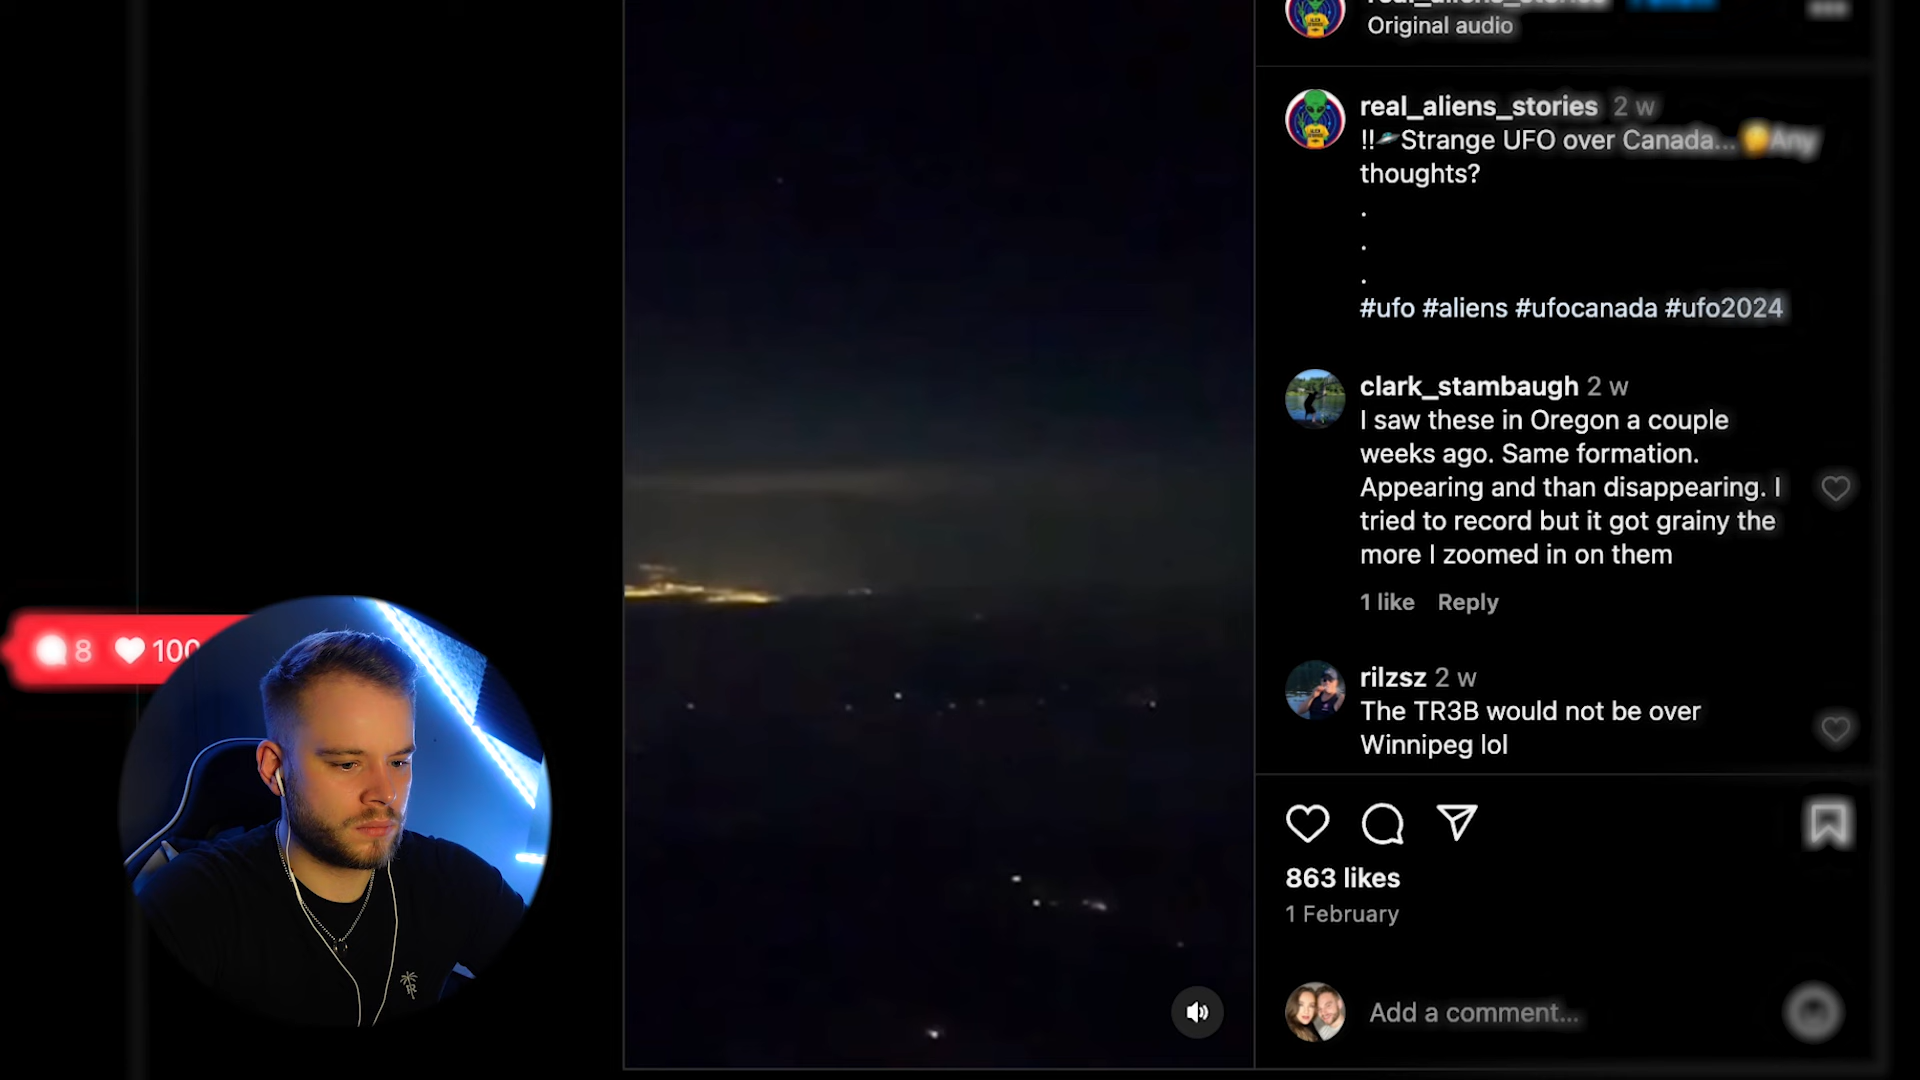 Original audio
real_aliens_stories 2 w
!!🛸Strange UFO over Canada... 🤔Any
thoughts?
.
.
.
#ufo #aliens #ufocanada #ufo2024
clark_stambaugh 2 w
I saw these in Oregon a couple
weeks ago. Same formation.
Appearing and than disappearing. I
tried to record but it got grainy the
more I zoomed in on them
1 like Reply
8 100
rilzsz 2 w
The TR3B would not be over
Winnipeg lol
863 likes
1 February
Add a comment...